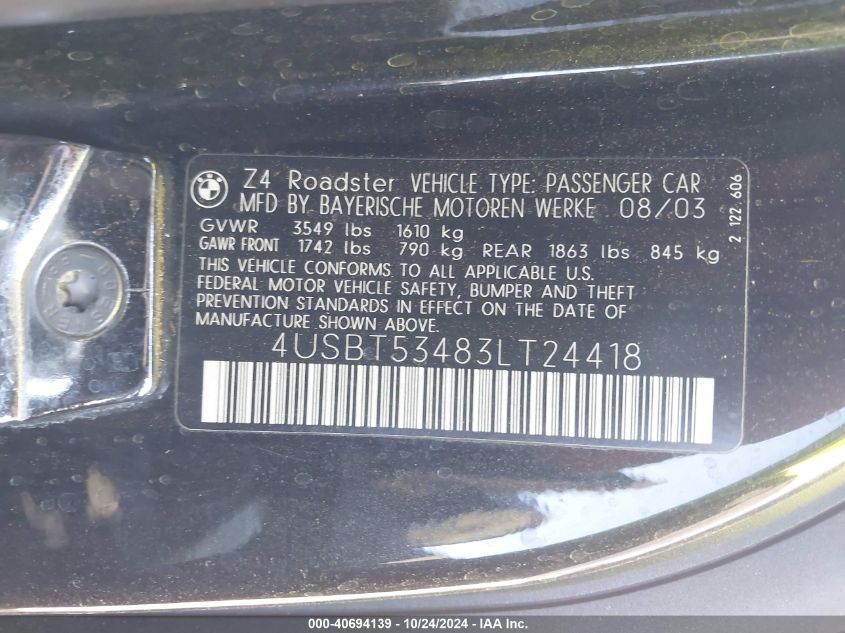 BMW
Z4 Roadster VEHICLE TYPE: PASSENGER CAR
MFD BY BAYERISCHE MOTOREN WERKE 08/03
GVWR 3549 lbs 1610 kg
GAWR FRONT 1742 lbs 790 kg REAR 1863 lbs 845 kg
THIS VEHICLE CONFORMS TO ALL APPLICABLE U.S.
FEDERAL MOTOR VEHICLE SAFETY, BUMPER AND THEFT
PREVENTION STANDARDS IN EFFECT ON THE DATE OF
MANUFACTURE SHOWN ABOVE.
4USBT53483LT24418
2 122 606
000-40694139 - 10/24/2024 - IAA Inc.